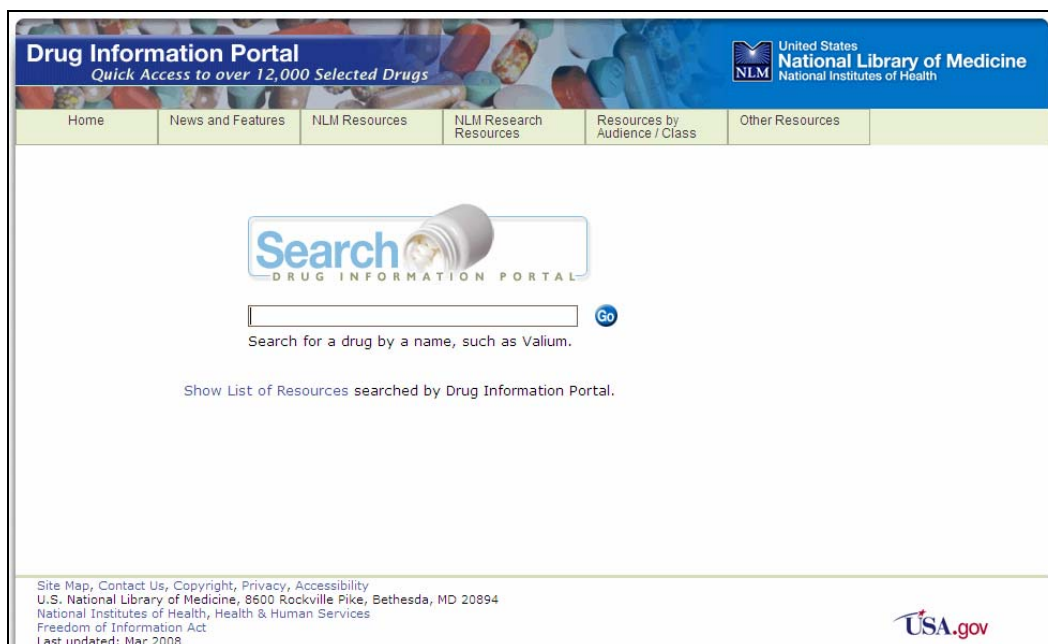 Drug Information Portal
Quick Access to over 12,000 Selected Drugs
NLM
United States
National Library of Medicine
National Institutes of Health
Home
News and Features
NLM Resources
NLM Research
Resources
Resources by
Audience / Class
Other Resources
Search
DRUG INFORMATION PORTAL
Go
Search for a drug by a name, such as Valium.
Show List of Resources searched by Drug Information Portal.
Site Map, Contact Us, Copyright, Privacy, Accessibility
U.S. National Library of Medicine, 8600 Rockville Pike, Bethesda, MD 20894
National Institutes of Health, Health & Human Services
Freedom of Information Act
Last updated: Mar 2008
USA.gov